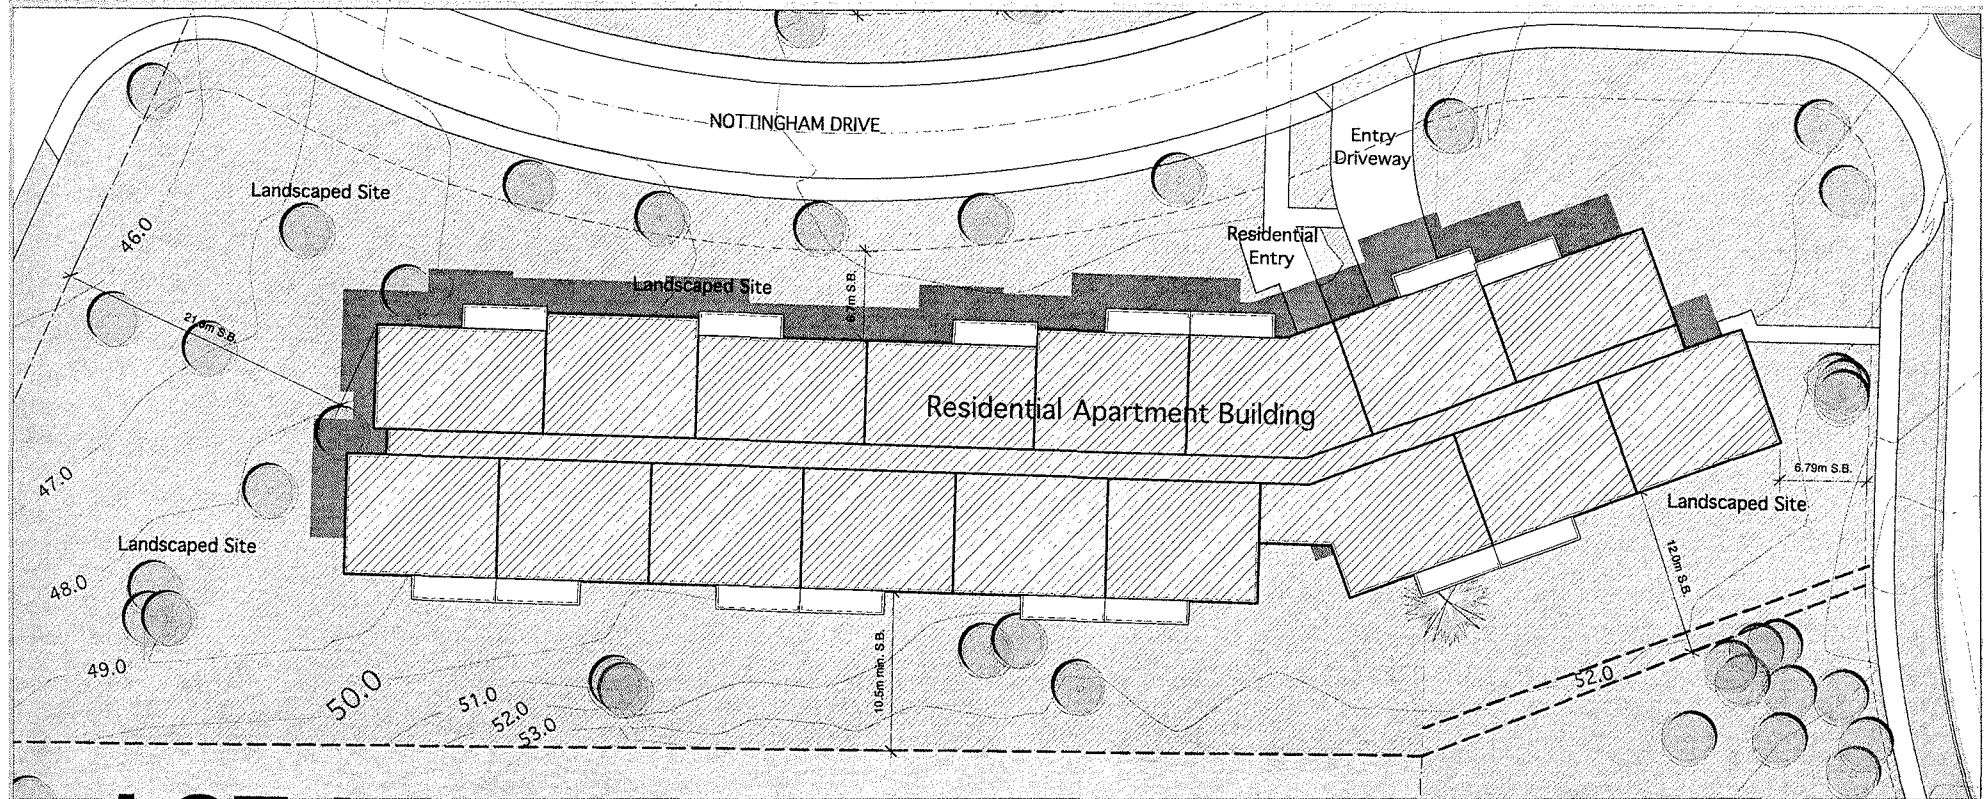 NOTTINGHAM DRIVE
Entry
Driveway
Landscaped Site
46.0
Residential
Entry
Landscaped Site
6.7m S.B.
S.B.
Residential Apartment Building
6.79m S.B.
47.0
Landscaped Site
Landscaped Site
12.0m S.B.
48.0
49.0
50.0
51.0
52.0
53.0
10.5m min. S.B.
52.0